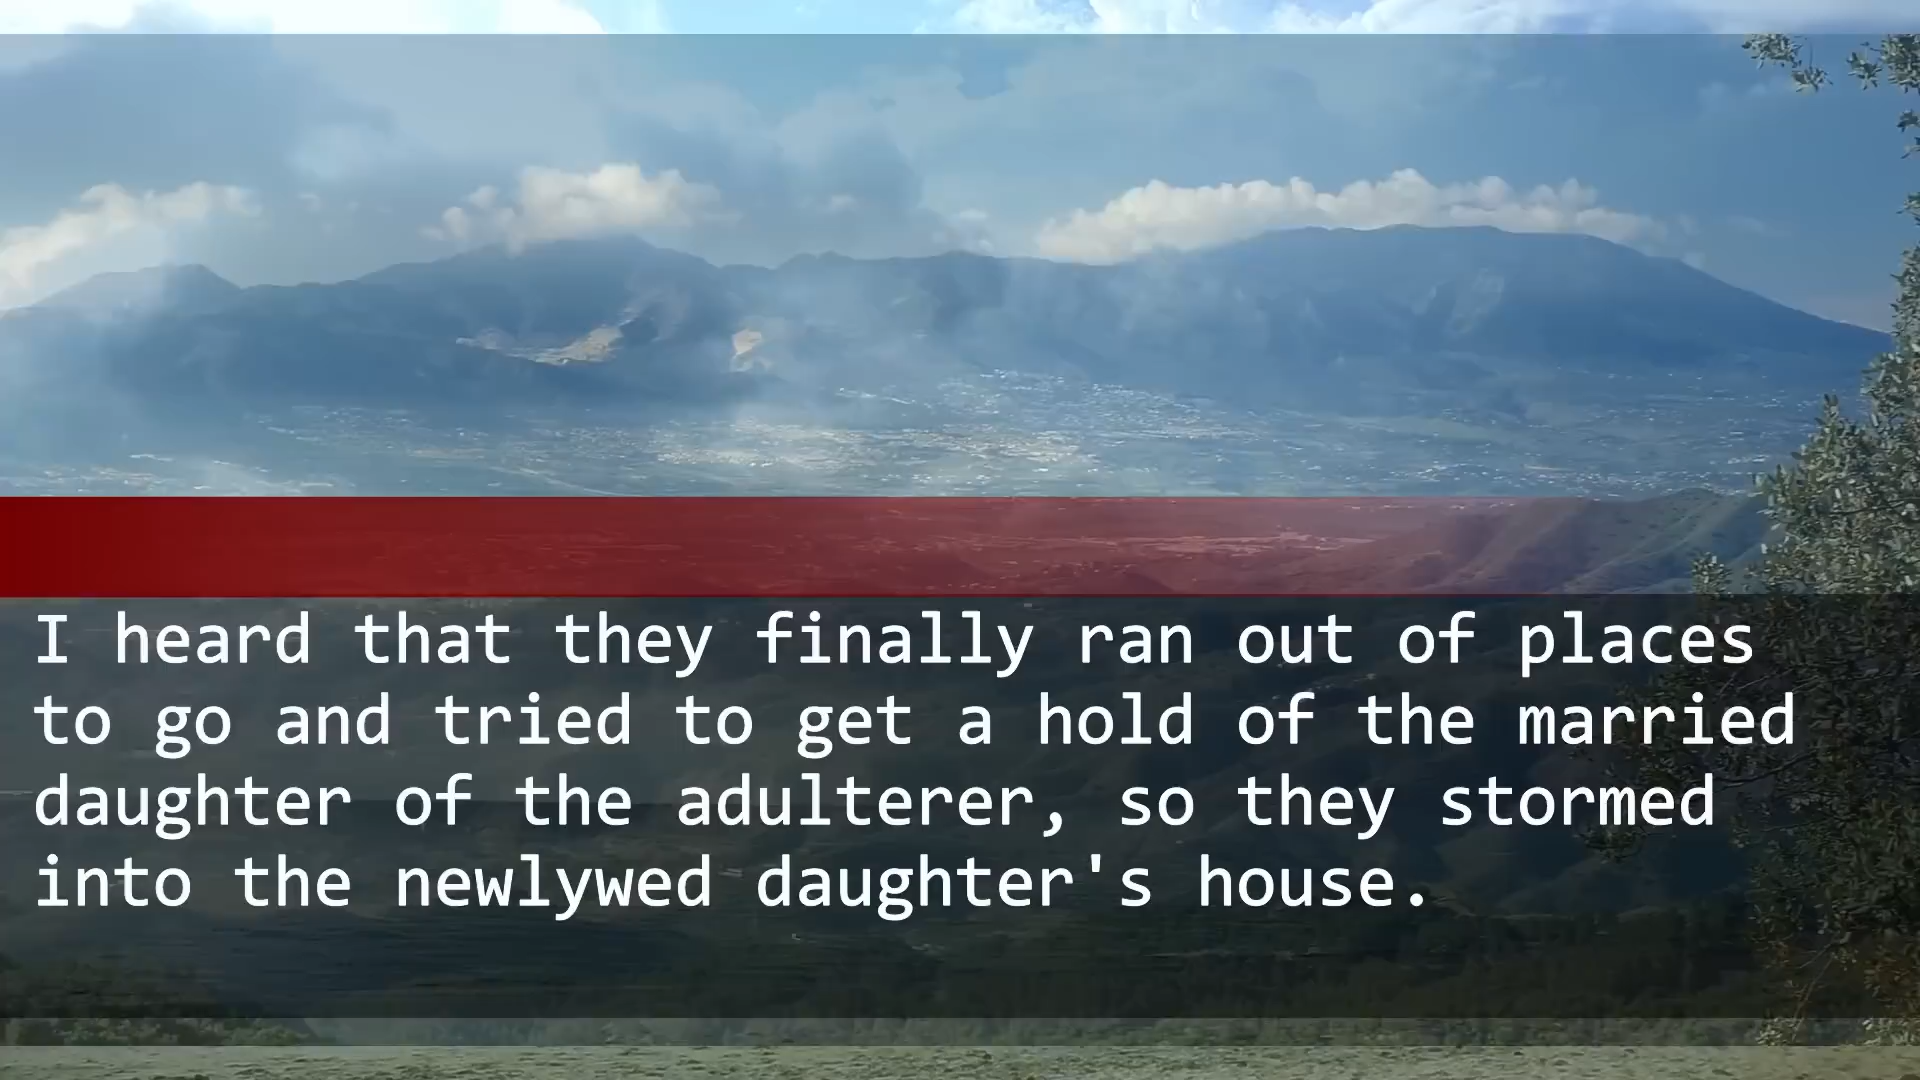 I heard that they finally ran out of places
to go and tried to get a hold of the married
daughter of the adulterer, so they stormed
into the newlywed daughter's house.